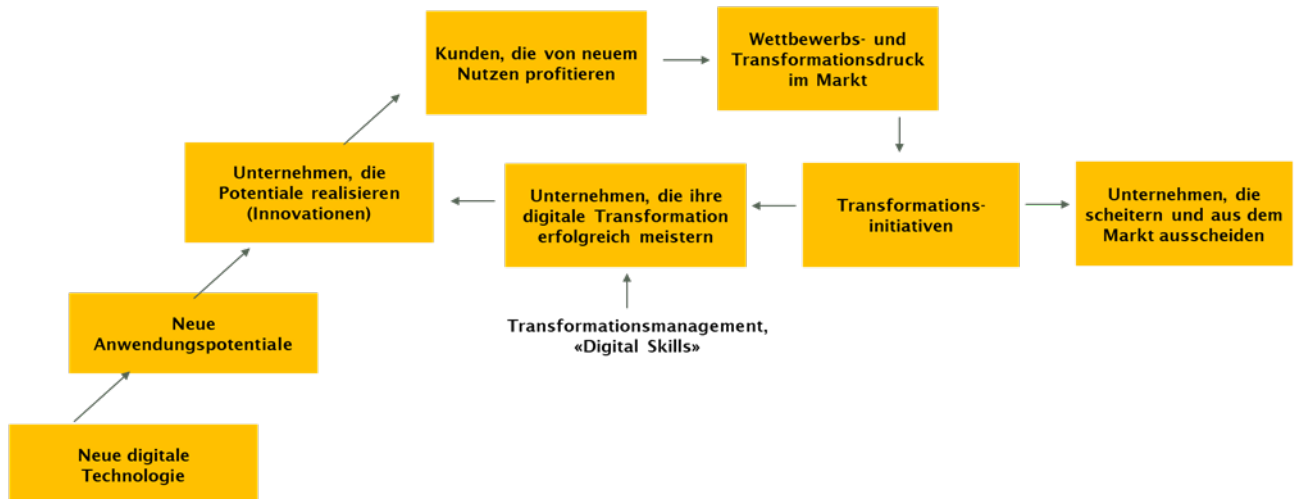 Kunden, die von neuem
Nutzen profitieren
Wettbewerbs- und
Transformationsdruck
im Markt
Unternehmen, die
Potentiale realisieren
(Innovationen)
Unternehmen, die ihre
digitale Transformation
erfolgreich meistern
Transformations-
initiativen
Unternehmen, die
scheitern und aus dem
Markt ausscheiden
Neue
Anwendungspotentiale
Transformationsmanagement,
«Digital Skills»
Neue digitale
Technologie